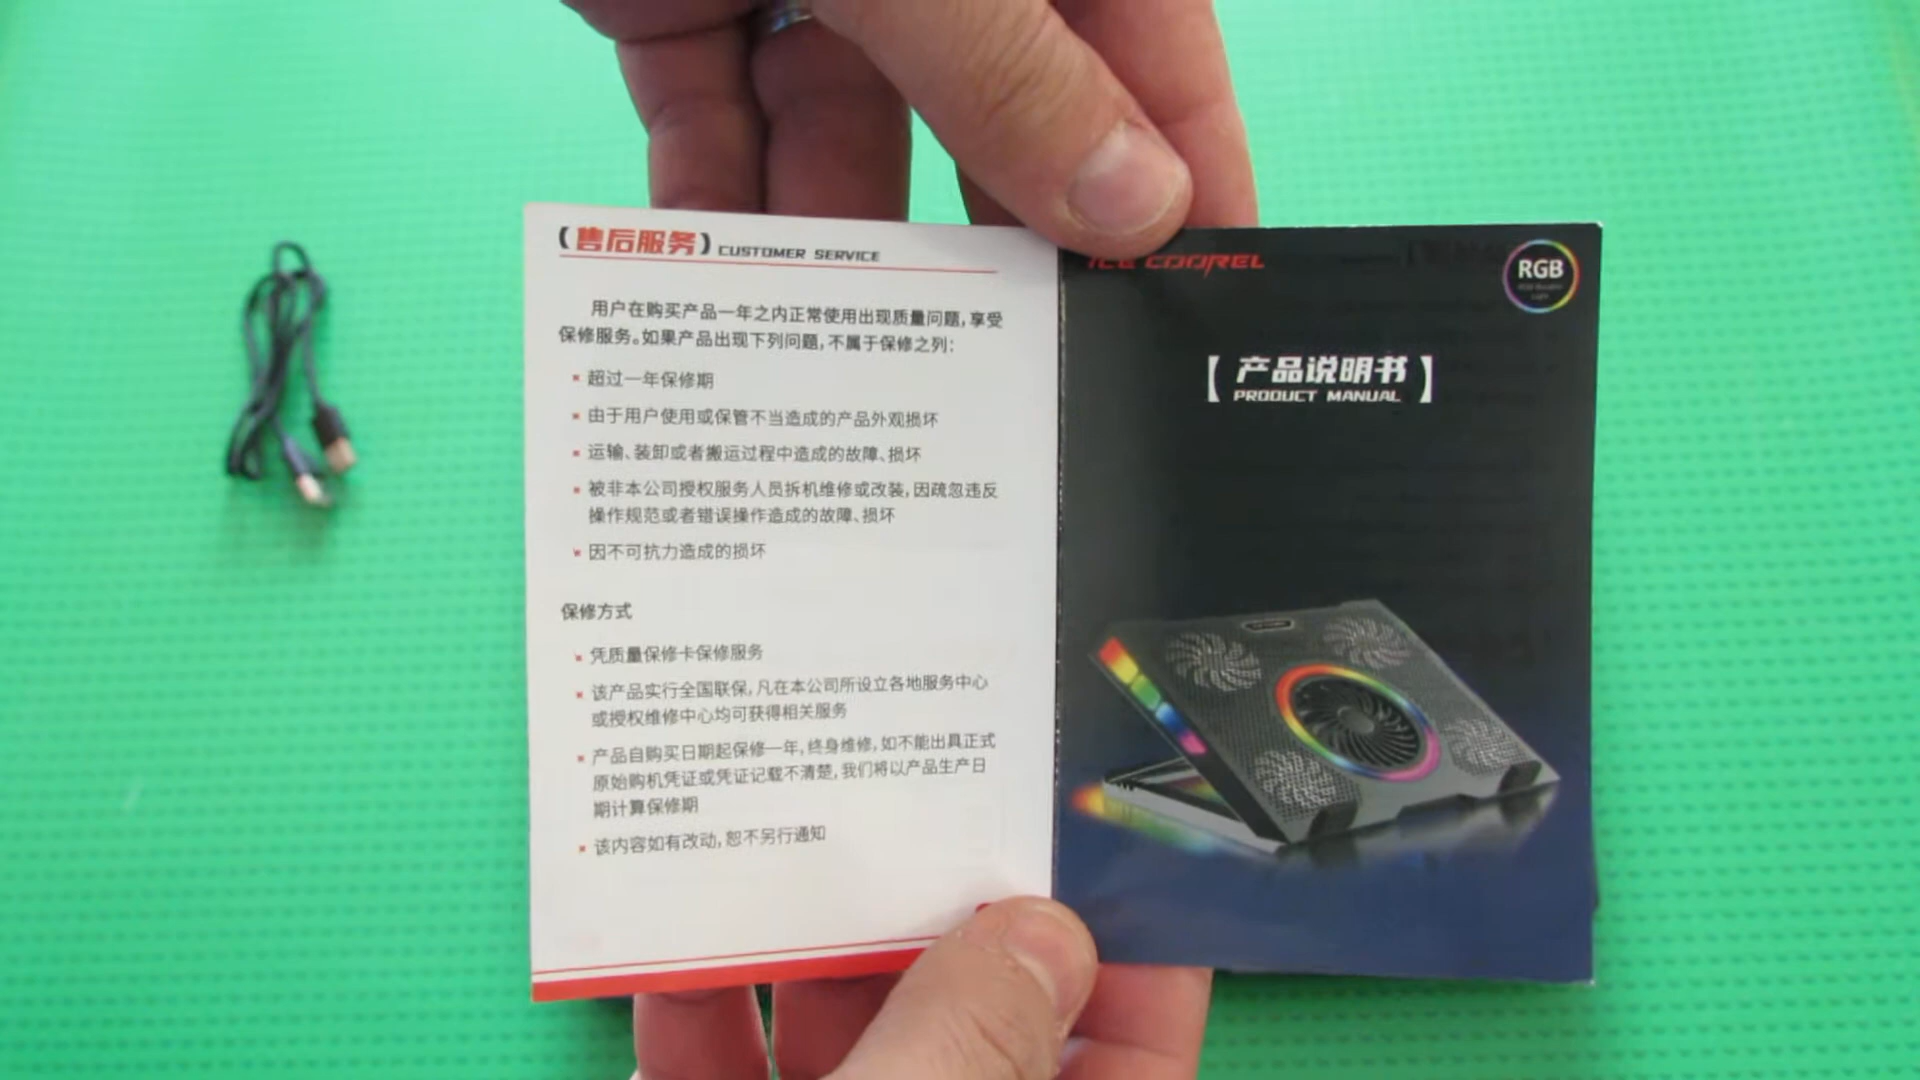 (售后服务) CUSTOMER SERVICE
用户在购买产品一年之内正常使用出现质量问题,享受
保修服务。如果产品出现下列问题,不属于保修之列:
超过一年保修期
由于用户使用或保管不当造成的产品外观损坏
运输、装卸或者搬运过程中造成的故障、损坏
被非本公司授权服务人员拆机维修或改装,因疏忽违反
操作规范或者错误操作造成的故障、损坏
因不可抗力造成的损坏
保修方式
凭质量保修卡保修服务
该产品实行全国联保,凡在本公司所设立各地服务中心
或授权维修中心均可获得相关服务
产品自购买日期起保修一年,终身维修,如不能出具正式
原始购机凭证或凭证记载不清楚,我们将以产品生产日
期计算保修期
该内容如有改动,恕不另行通知
ICE COOREL
RGB
【产品说明书】
PRODUCT MANUAL